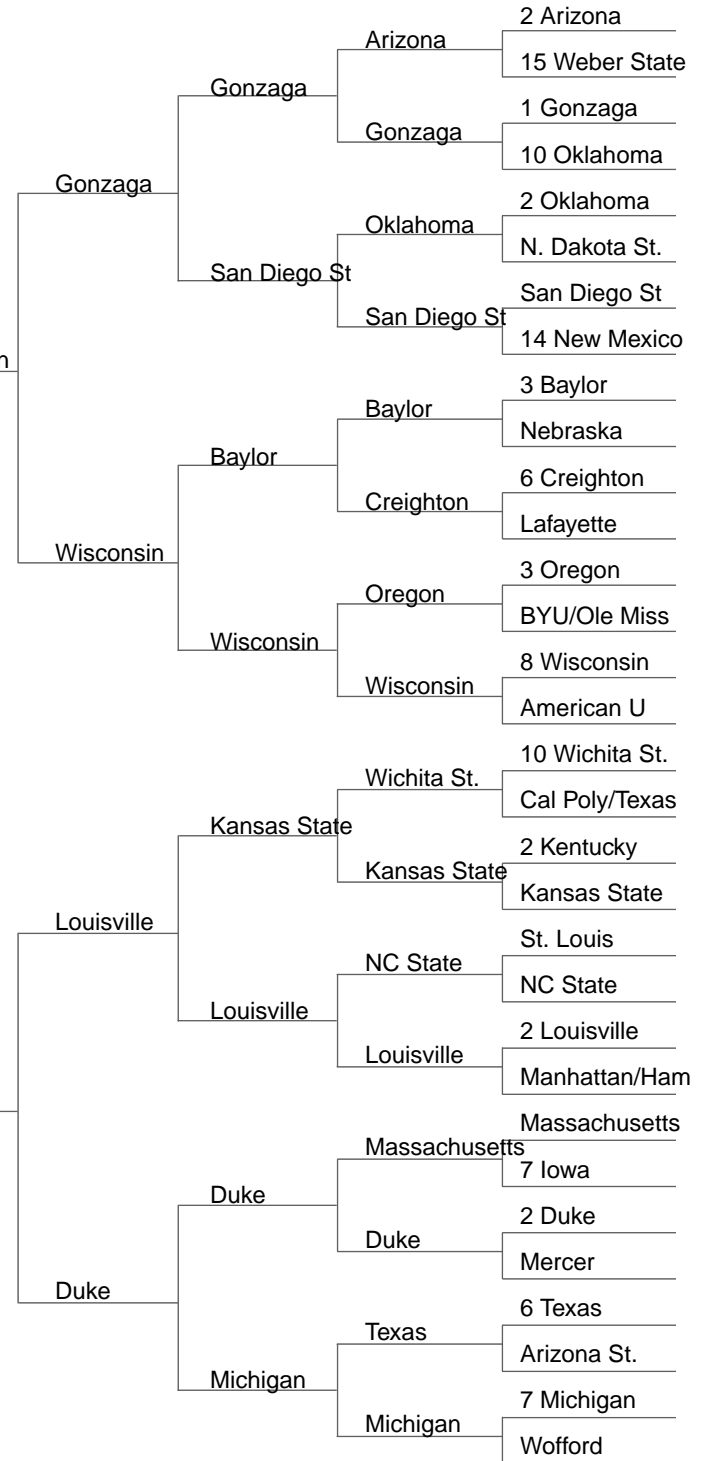 2 Arizona
Arizona
15 Weber State
Gonzaga
1 Gonzaga
Gonzaga
10 Oklahoma
Gonzaga
2 Oklahoma
Oklahoma
N. Dakota St.
San Diego St
San Diego St
San Diego St
14 New Mexico
n
3 Baylor
Baylor
Nebraska
Baylor
6 Creighton
Creighton
Lafayette
Wisconsin
3 Oregon
Oregon
BYU/Ole Miss
Wisconsin
8 Wisconsin
Wisconsin
American U
10 Wichita St.
Wichita St.
Cal Poly/Texas
Kansas State
2 Kentucky
Kansas State
Kansas State
Louisville
St. Louis
NC State
NC State
Louisville
2 Louisville
Louisville
Manhattan/Ham
Massachusetts
Massachusetts
7 Iowa
Duke
2 Duke
Duke
Mercer
Duke
6 Texas
Texas
Arizona St.
Michigan
7 Michigan
Michigan
Wofford